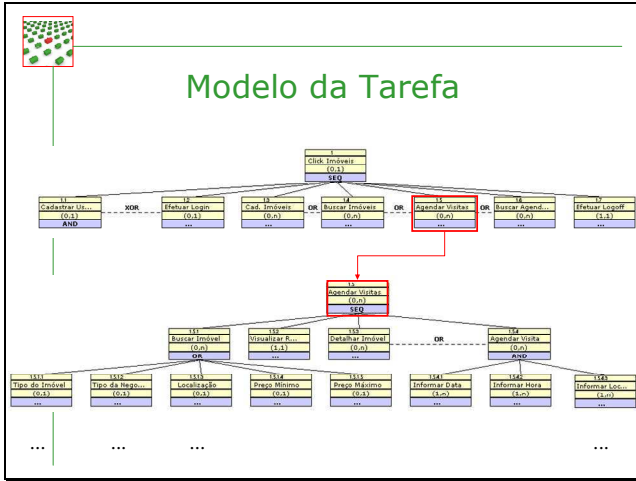 Modelo da Tarefa
1
Click Imóveis
(0,1)
SEQ
1.1
Cadastrar Us...
(0,1)
AND
XOR
1.2
Efetuar Login
(0,1)
...
1.3
Cad. Imóveis
(0,n)
...
OR
1.4
Buscar Imóveis
(0,n)
...
OR
1.5
Agendar Visitas
(0,n)
...
OR
1.6
Buscar Agend...
(0,n)
...
1.7
Efetuar Logoff
(1,1)
...
1.5
Agendar Visitas
(0,n)
SEQ
1.5.1
Buscar Imóvel
(0,n)
OR
1.5.2
Visualizar R...
(1,1)
...
1.5.3
Detalhar Imóvel
(0,n)
...
OR
1.5.4
Agendar Visita
(0,n)
AND
1.5.1.1
Tipo do Imóvel
(0,1)
...
1.5.1.2
Tipo da Nego...
(0,1)
...
1.5.1.3
Localização
(0,1)
...
1.5.1.4
Preço Mínimo
(0,1)
...
1.5.1.5
Preço Máximo
(0,1)
...
1.5.4.1
Informar Data
(1,n)
...
1.5.4.2
Informar Hora
(1,n)
...
1.5.4.3
Informar Loc...
(1,n)
...
... ... ... ...